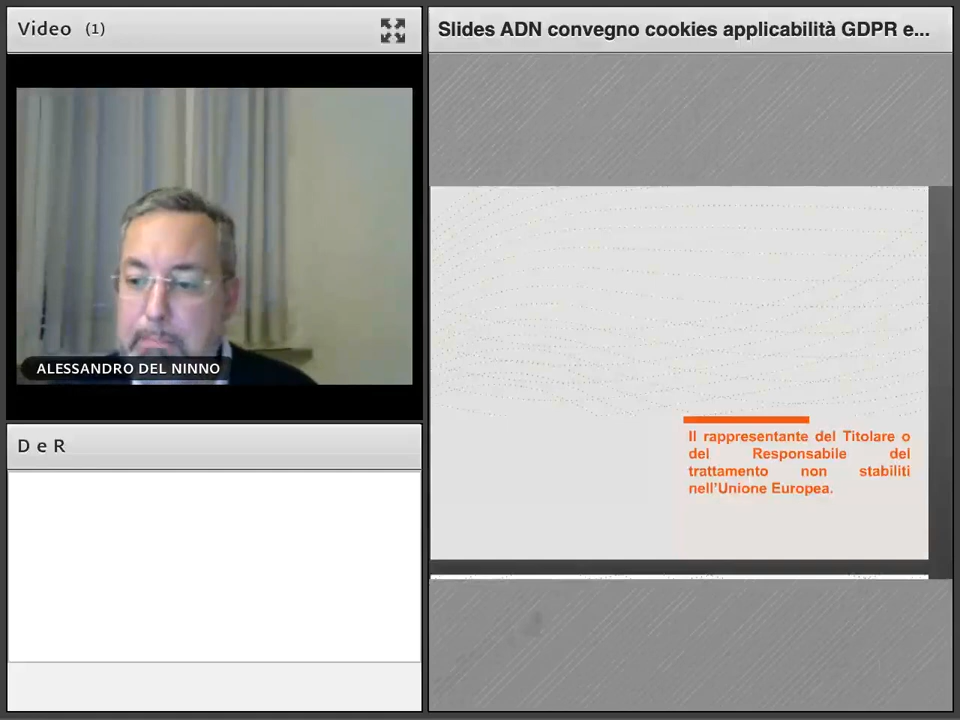 Video (1)
ALESSANDRO DEL NINNO
D e R
Slides ADN convegno cookies applicabilità GDPR e...
Il rappresentante del Titolare o
del Responsabile del
trattamento non stabiliti
nell'Unione Europea.